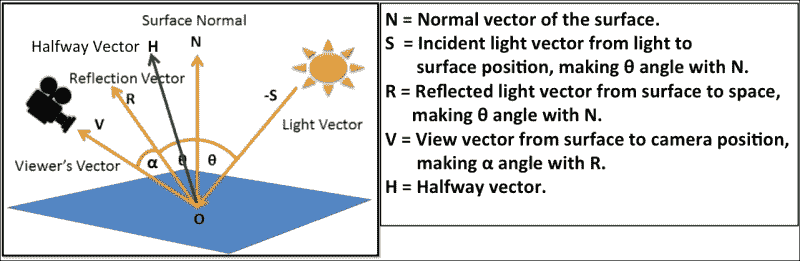 Surface Normal
Halfway Vector H N
Reflection Vector
R
-S
V
Light Vector
Viewer's Vector
α θ θ
O
N = Normal vector of the surface.
S = Incident light vector from light to
surface position, making θ angle with N.
R = Reflected light vector from surface to space,
making θ angle with N.
V = View vector from surface to camera position,
making α angle with R.
H = Halfway vector.